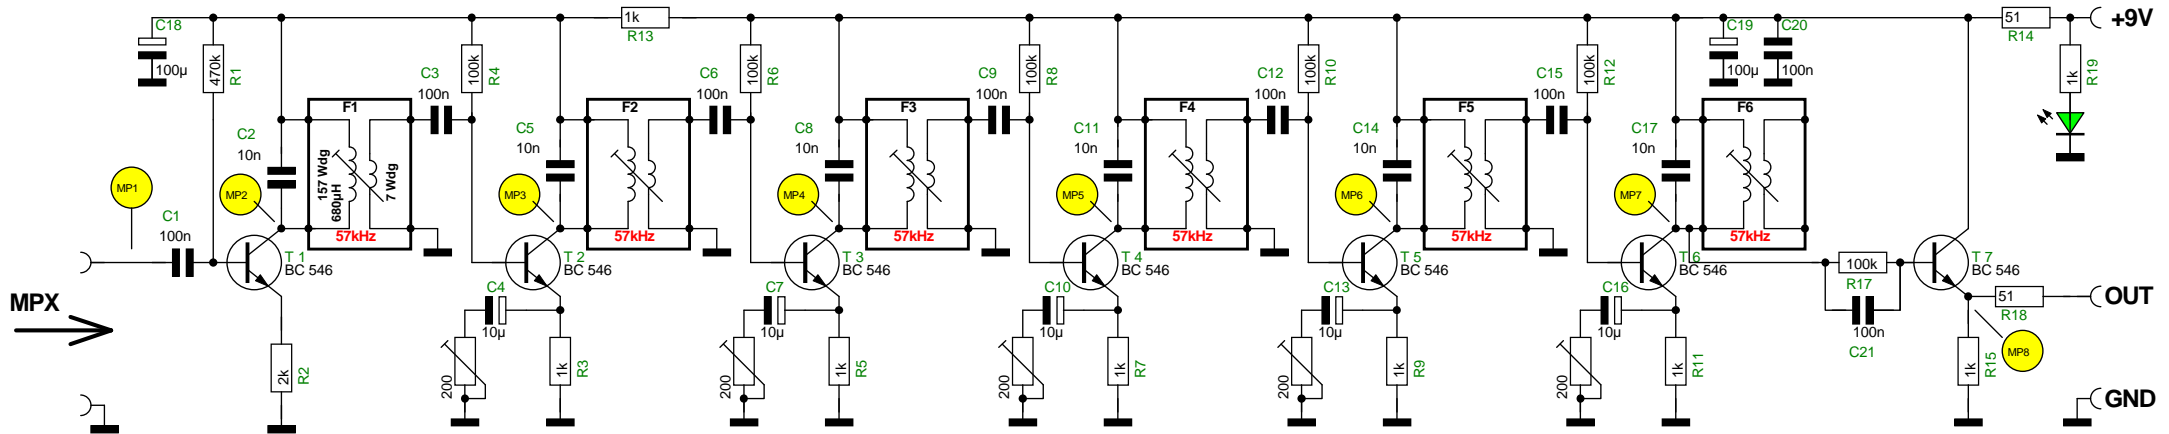 C18
100µ
470k
R1
1k
R13
C3
100n
100k
R4
C6
100n
100k
R6
C9
100n
100k
R8
C12
100n
100k
R10
C15
100n
100k
R12
C19
100µ
C20
100n
51
R14
+9V
1k
R19
C2
10n
F1
157 Wdg
680µH
7 Wdg
57kHz
C5
10n
F2
57kHz
C8
10n
F3
57kHz
C11
10n
F4
57kHz
C14
10n
F5
57kHz
C17
10n
F6
57kHz
MP1
MP2
MP3
MP4
MP5
MP6
MP7
C1
100n
T 1
BC 546
T 2
BC 546
T 3
BC 546
T 4
BC 546
T 5
BC 546
T 6
BC 546
100k
R17
100n
C21
T 7
BC 546
MPX
2k
R2
C4
10µ
200
1k
R3
C7
10µ
200
1k
R5
C10
10µ
200
1k
R7
C13
10µ
200
1k
R9
C16
10µ
200
1k
R11
51
R18
OUT
1k
R15
MP8
GND